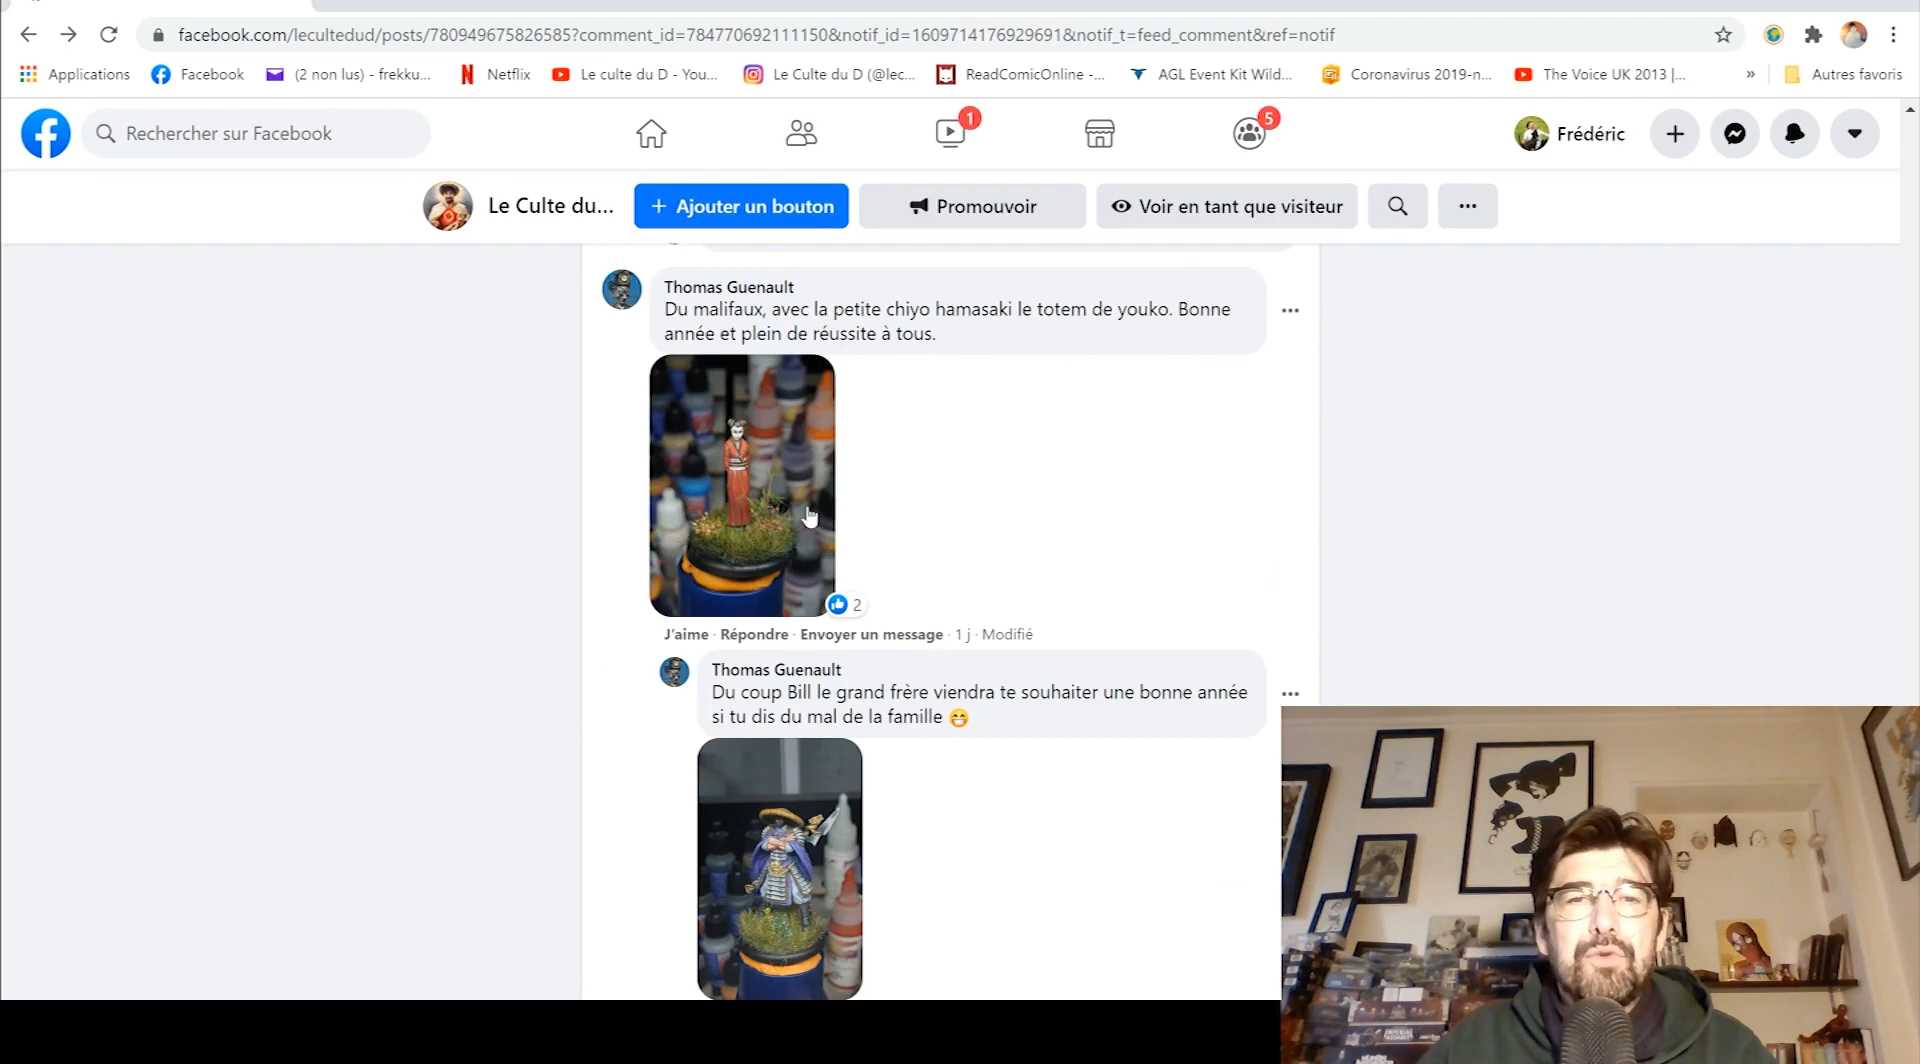 facebook.com/lecultedud/posts/780949675826585?comment_id=784770692111150&notif_id=1609714176929691&notif_t=feed_comment&ref=notif
Applications Facebook (2 non lus) - frekku... Netflix Le culte du D - You... Le Culte du D (@lec... ReadComicOnline -... AGL Event Kit Wild... Coronavirus 2019-n... The Voice UK 2013 |... » Autres favoris
Rechercher sur Facebook 1 5 Frédéric
Le Culte du... + Ajouter un bouton Promouvoir Voir en tant que visiteur ...
Thomas Guenault
Du malifaux, avec la petite chiyo hamasaki le totem de youko. Bonne
année et plein de réussite à tous.
2
J'aime · Répondre · Envoyer un message · 1 j · Modifié
Thomas Guenault
Du coup Bill le grand frère viendra te souhaiter une bonne année
si tu dis du mal de la famille 😁